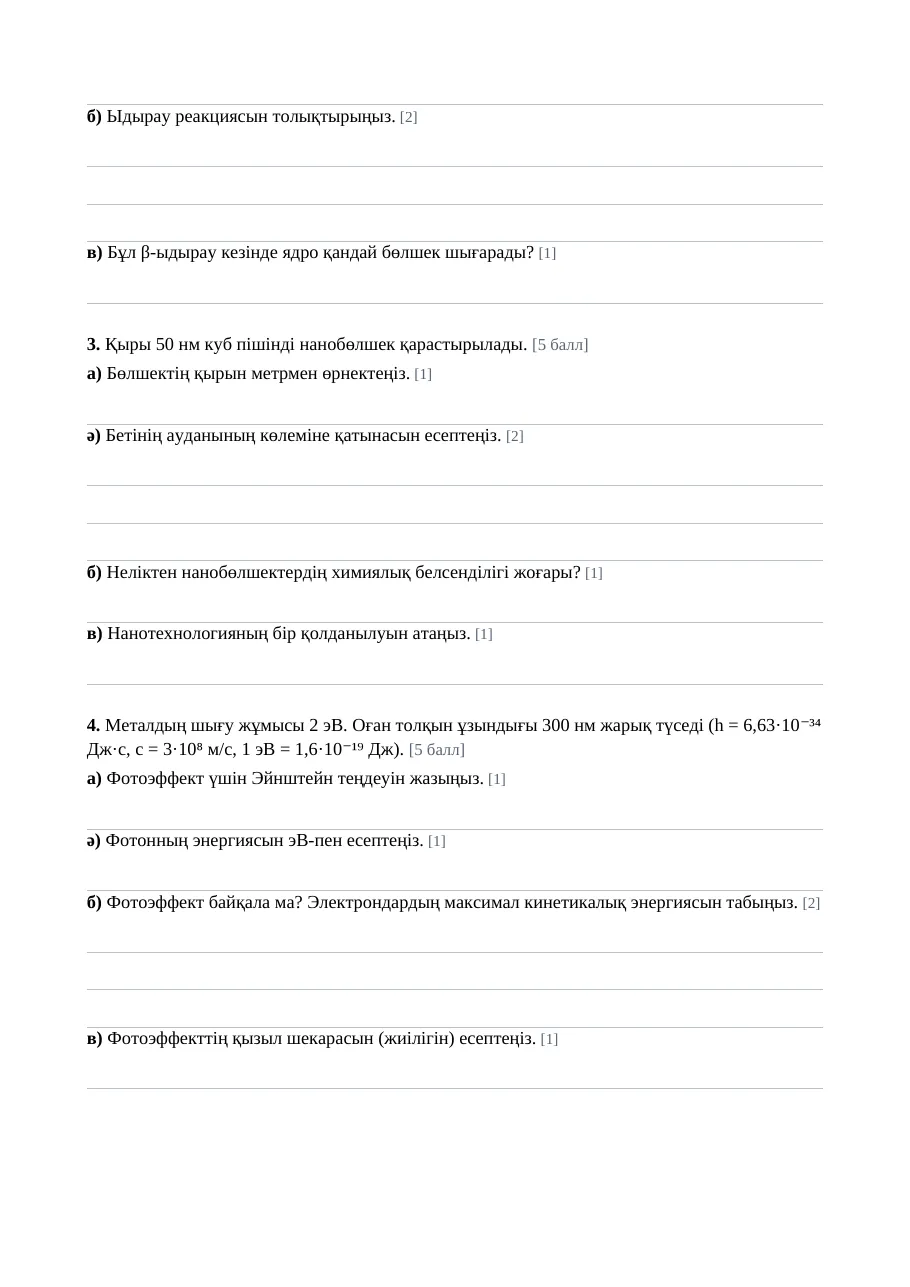 б) Ыдырау реакциясын толықтырыңыз. [2]
в) Бұл β-ыдырау кезінде ядро қандай бөлшек шығарады? [1]
3. Қыры 50 нм куб пішінді нанобөлшек қарастырылады. [5 балл]
а) Бөлшектің қырын метрмен өрнектеңіз. [1]
ә) Бетінің ауданының көлеміне қатынасын есептеңіз. [2]
б) Неліктен нанобөлшектердің химиялық белсенділігі жоғары? [1]
в) Нанотехнологияның бір қолданылуын атаңыз. [1]
4. Металдың шығу жұмысы 2 эВ. Оған толқын ұзындығы 300 нм жарық түседі (h = 6,63·10⁻³⁴
Дж·с, c = 3·10⁸ м/с, 1 эВ = 1,6·10⁻¹⁹ Дж). [5 балл]
а) Фотоэффект үшін Эйнштейн теңдеуін жазыңыз. [1]
ә) Фотонның энергиясын эВ-пен есептеңіз. [1]
б) Фотоэффект байқала ма? Электрондардың максимал кинетикалық энергиясын табыңыз. [2]
в) Фотоэффекттің қызыл шекарасын (жиілігін) есептеңіз. [1]